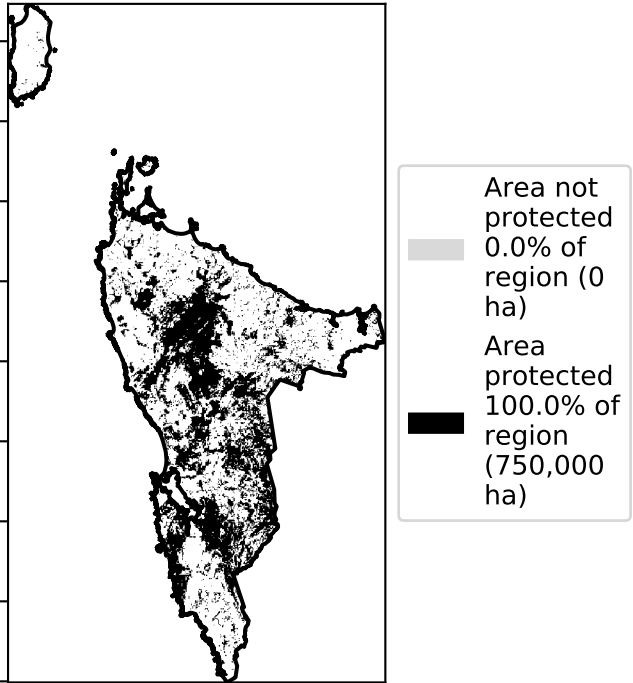 Area not
protected
0.0% of
region (0
ha)
Area
protected
100.0% of
region
(750,000
ha)